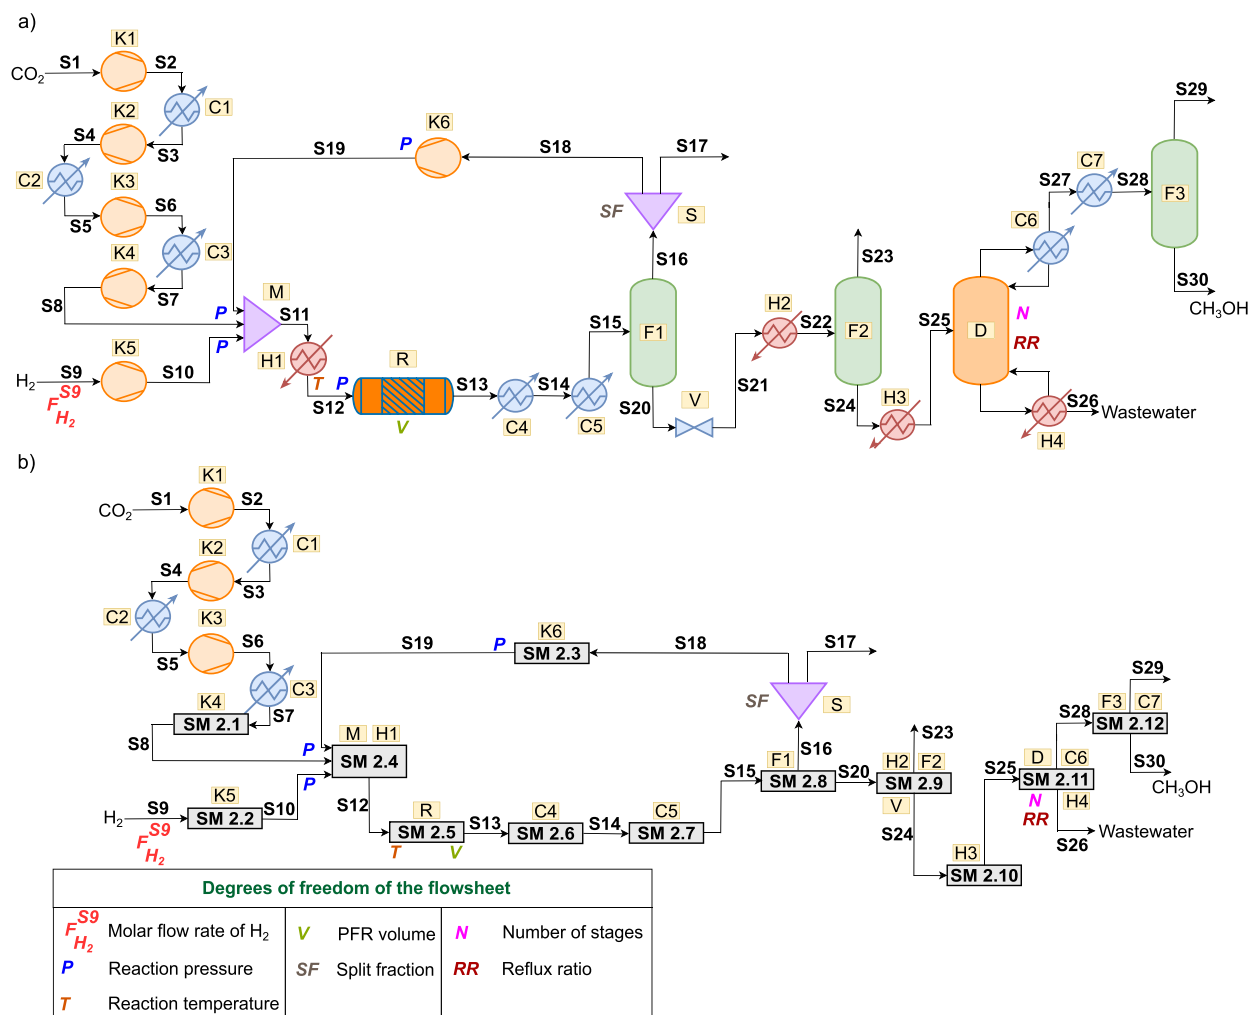 a)
K1
S1
S2
CO2
C1
K2
S4
S3
C2
K3
S6
S5
C3
K4
S8
S7
K6
P
S19
S18
S17
SF
S
S16
M
P
S11
P
H1
K5
H2
S9
S10
F S9 H2
T
P
R
S12
V
S13
S14
C4
C5
S15
F1
S20
V
S21
H2
S22
S23
F2
S24
H3
S25
D
N
RR
C6
S27
C7
S28
S29
F3
S30
CH3OH
S26
Wastewater
H4
b)
K1
S1
S2
CO2
C1
K2
S4
S3
C2
K3
S6
S5
C3
K4
SM 2.1
S7
S8
K6
SM 2.3
P
S19
S18
S17
SF
S
S16
M
H1
P
SM 2.4
P
K5
H2
S9
SM 2.2
S10
F S9 H2
S12
R
SM 2.5
T
V
S13
C4
SM 2.6
S14
C5
SM 2.7
S15
F1
SM 2.8
S20
S23
H2
F2
SM 2.9
V
S24
H3
SM 2.10
S25
D
C6
SM 2.11
N
RR
H4
S28
F3
C7
SM 2.12
S29
S30
CH3OH
Wastewater
S26
Degrees of freedom of the flowsheet
F S9 H2 Molar flow rate of H2
V PFR volume
N Number of stages
P Reaction pressure
SF Split fraction
RR Reflux ratio
T Reaction temperature